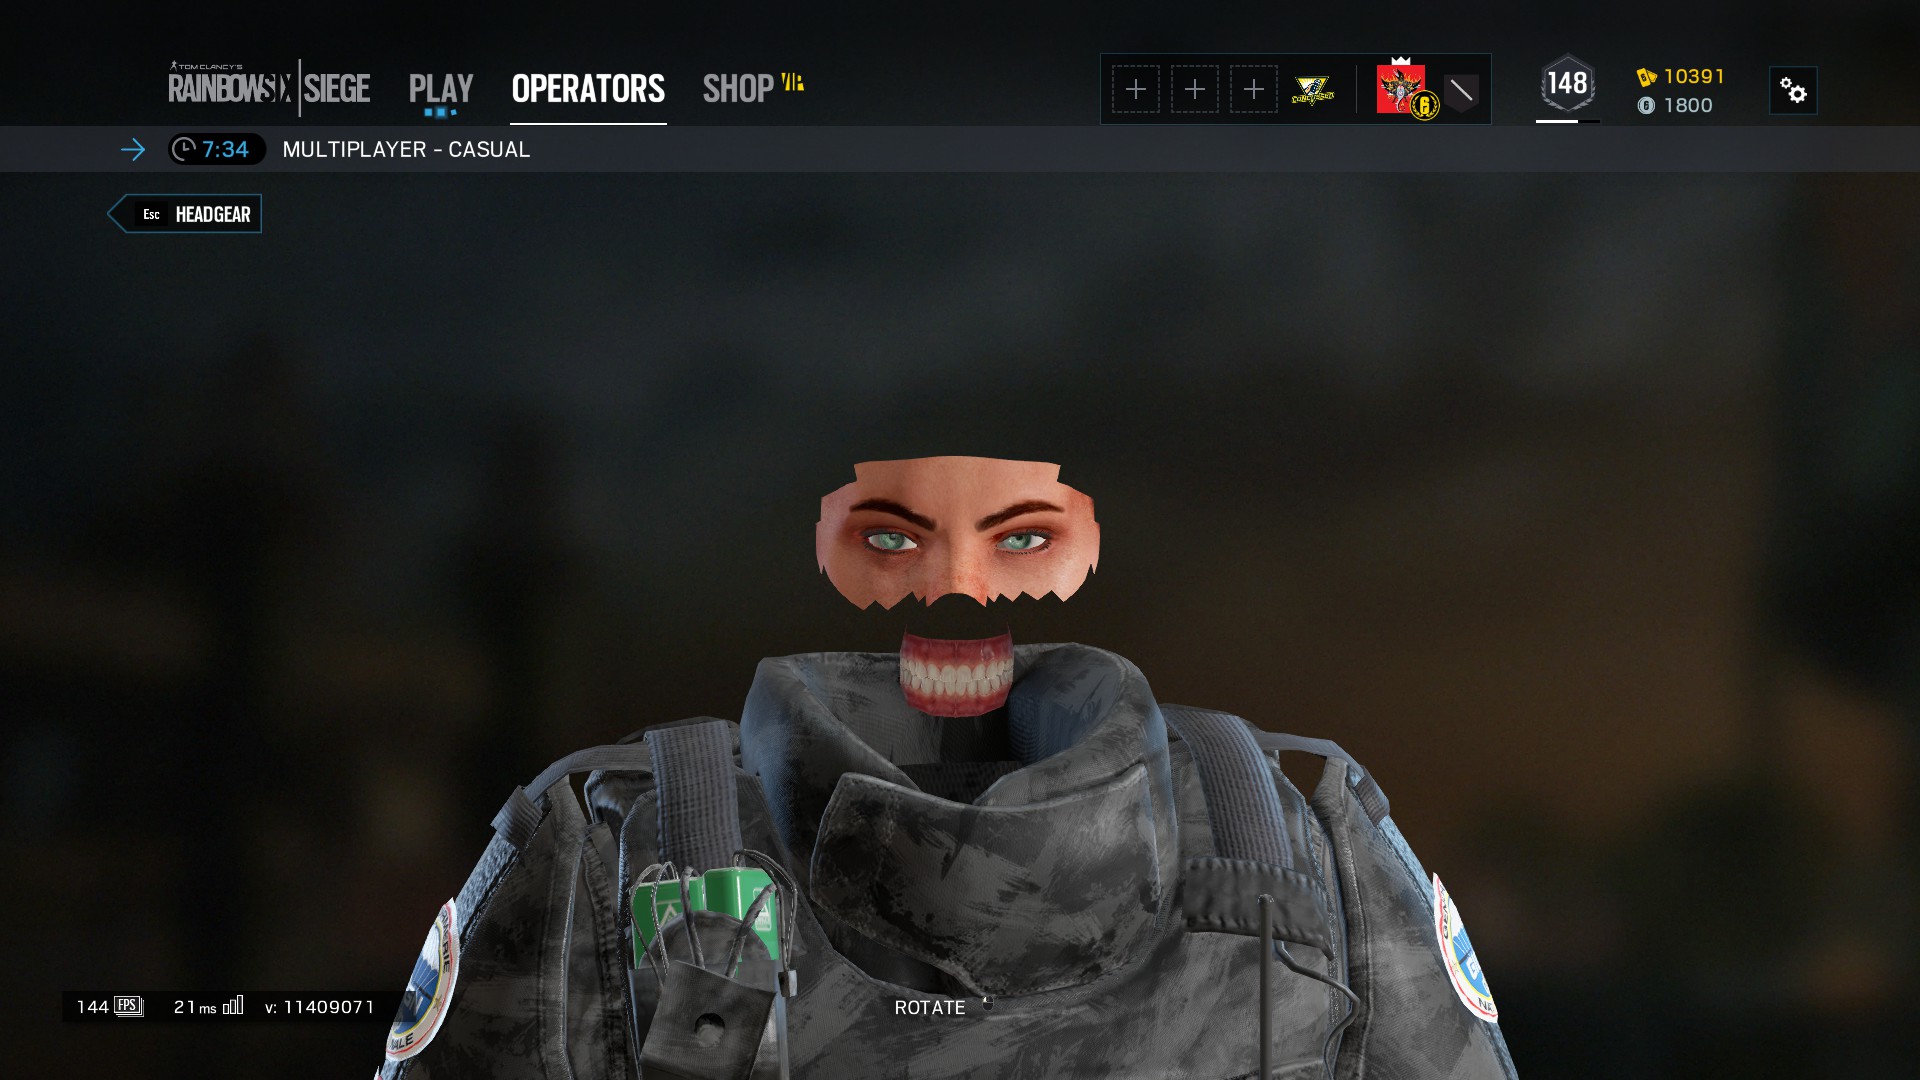 TOM CLANCY'S
RAINBOW SIX | SIEGE
PLAY
OPERATORS
SHOP
148
10391
1800
7:34
MULTIPLAYER - CASUAL
Esc HEADGEAR
144 FPS
21 ms
v: 11409071
ROTATE